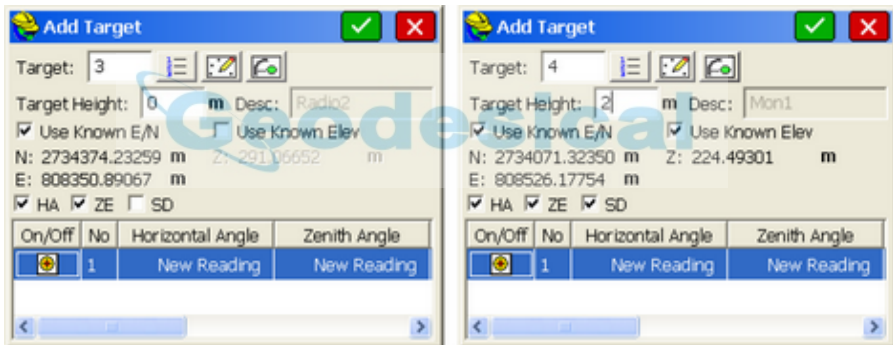 Add Target
Target: 3
Target Height: 0 m Desc: Radio2
Use Known E/N Use Known Elev
N: 2734374.23259 m Z: 291.06652 m
E: 808350.89067 m
HA ZE SD
On/Off No Horizontal Angle Zenith Angle
1 New Reading New Reading
Add Target
Target: 4
Target Height: 2 m Desc: Mon1
Use Known E/N Use Known Elev
N: 2734071.32350 m Z: 224.49301 m
E: 808526.17754 m
HA ZE SD
On/Off No Horizontal Angle Zenith Angle
1 New Reading New Reading
Geodesical